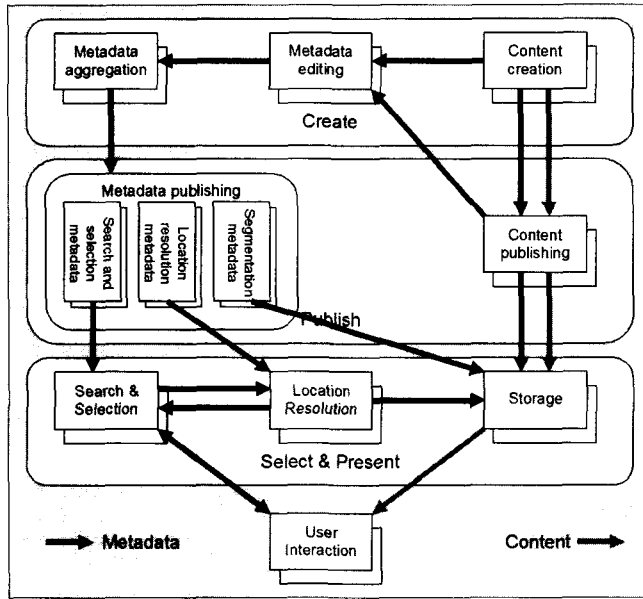 Metadata
aggregation
Metadata
editing
Content
creation
Create
Metadata publishing
Search and
selection
metadata
Location
resolution
metadata
Segmentation
metadata
Content
publishing
Publish
Search &
Selection
Location
Resolution
Storage
Select & Present
User
Interaction
Metadata
Content